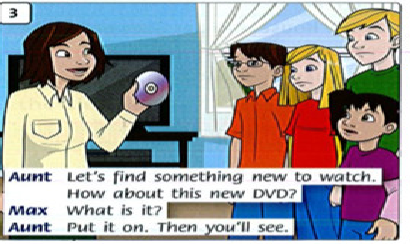 3
Aunt Let's find something new to watch.
How about this new DVD?
Max What is it?
Aunt Put it on. Then you'll see.